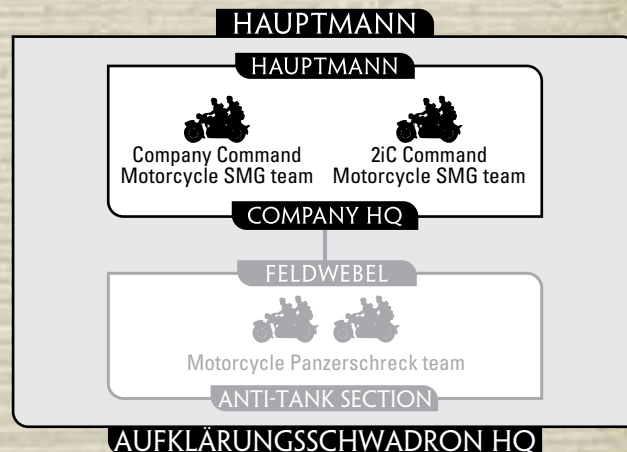 HAUPTMANN
HAUPTMANN
Company Command
Motorcycle SMG team
2iC Command
Motorcycle SMG team
COMPANY HQ
FELDWEBEL
Motorcycle Panzerschreck team
ANTI-TANK SECTION
AUFKLÄRUNGSSCHWADRON HQ